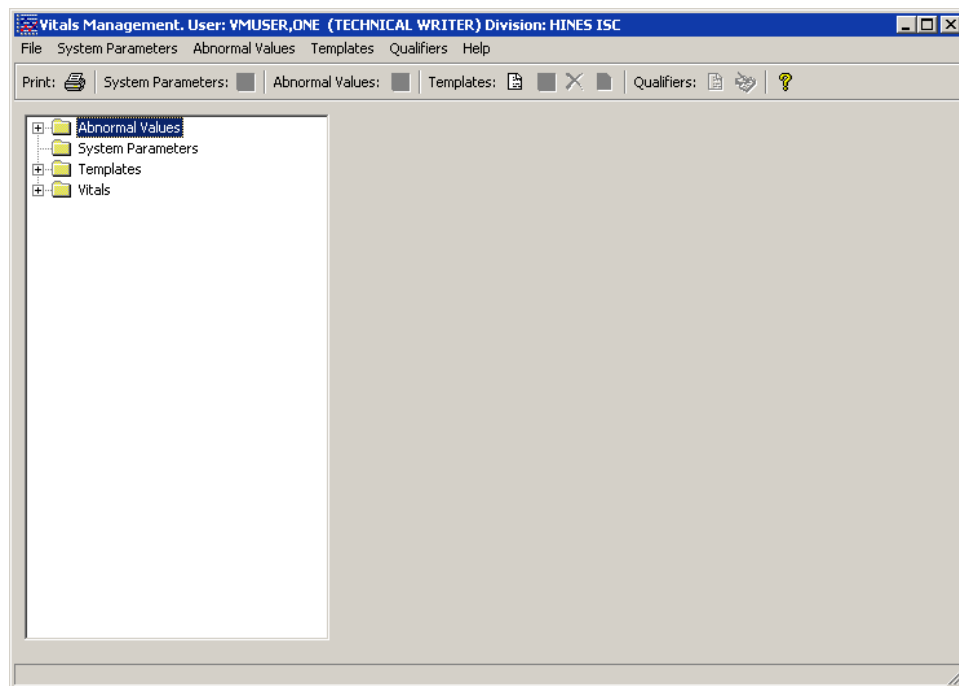 Vitals Management. User: VMUSER,ONE (TECHNICAL WRITER) Division: HINES ISC
File System Parameters Abnormal Values Templates Qualifiers Help
Print: System Parameters: Abnormal Values: Templates: Qualifiers:
Abnormal Values
System Parameters
Templates
Vitals